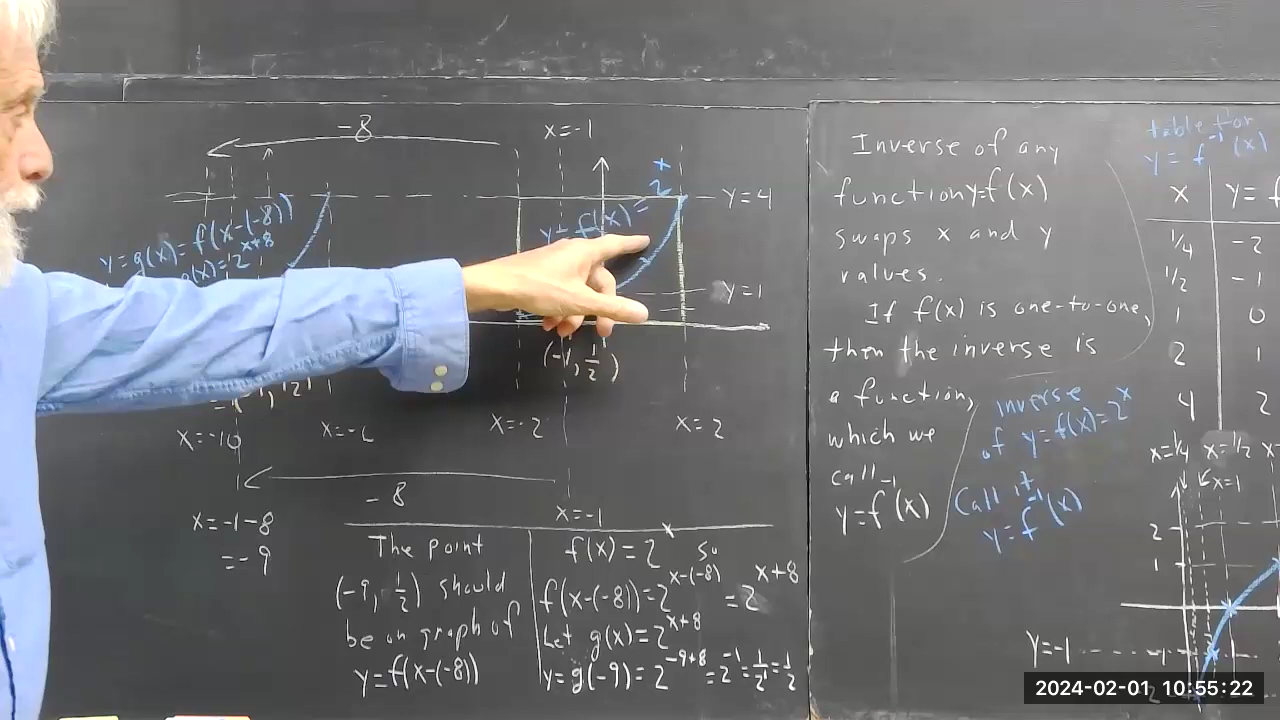 -8
x=-1
y=4
2^x
y=f(x)=
y=g(x)=f(x-(-8))
g(x)=2^{x+8}
y=1
(-1, 1/2)
x=-10
x=-2
x=2
-8
x=-1-8
=-9
x=-1
The point
(-9, 1/2) should
be on graph of
y=f(x-(-8))
f(x)=2^x so
f(x-(-8))=2^{x-(-8)}=2^{x+8}
Let g(x)=2^{x+8}
y=g(-9)=2^{-9+8}=2^{-1}=1/2^1=1/2
Inverse of any
function y=f(x)
swaps x and y
values.
If f(x) is one-to-one,
then the inverse is
a function,
which we
call
y=f^{-1}(x)
inverse
of y=f(x)=2^x
Call it
y=f^{-1}(x)
table for
y=f^{-1}(x)
x y=f
1/4 -2
1/2 -1
1 0
2 1
4 2
x=1/4 x=1/2 x
x=1
2
1
y=-1
-1
2024-02-01 10:55:22